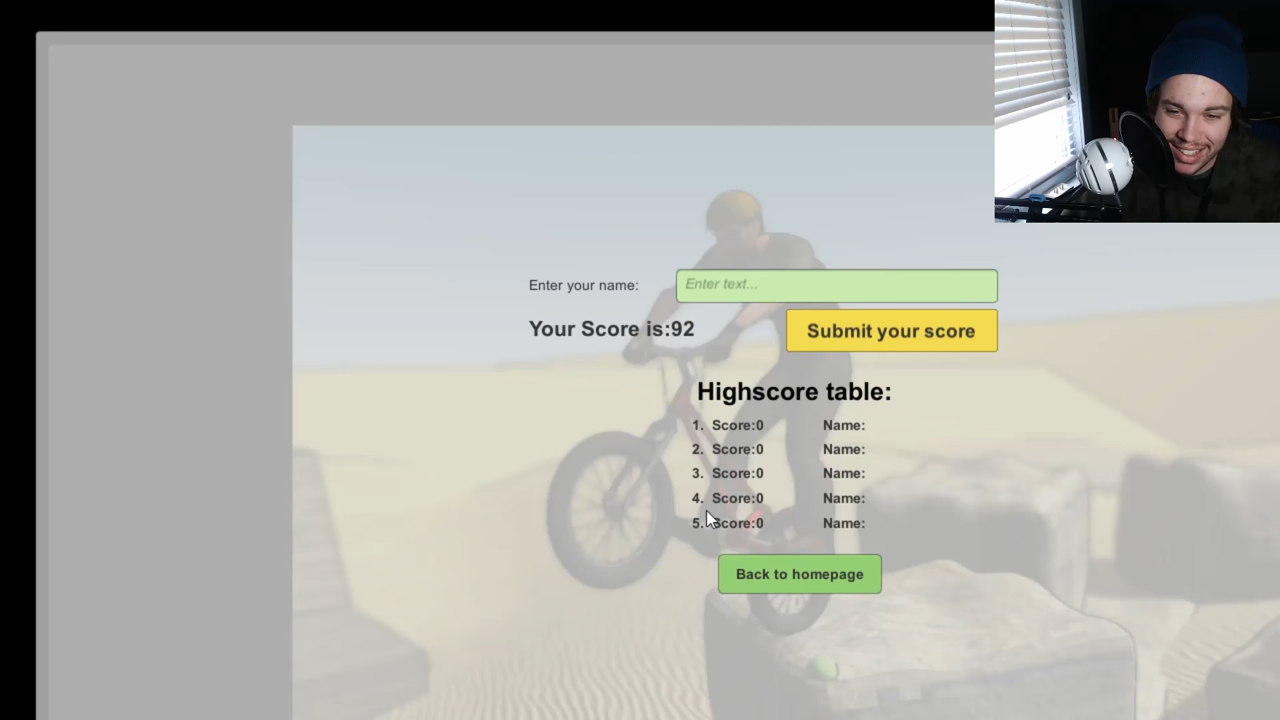 Enter your name: Enter text...
Your Score is:92 Submit your score
Highscore table:
1. Score:0 Name:
2. Score:0 Name:
3. Score:0 Name:
4. Score:0 Name:
5. Score:0 Name:
Back to homepage